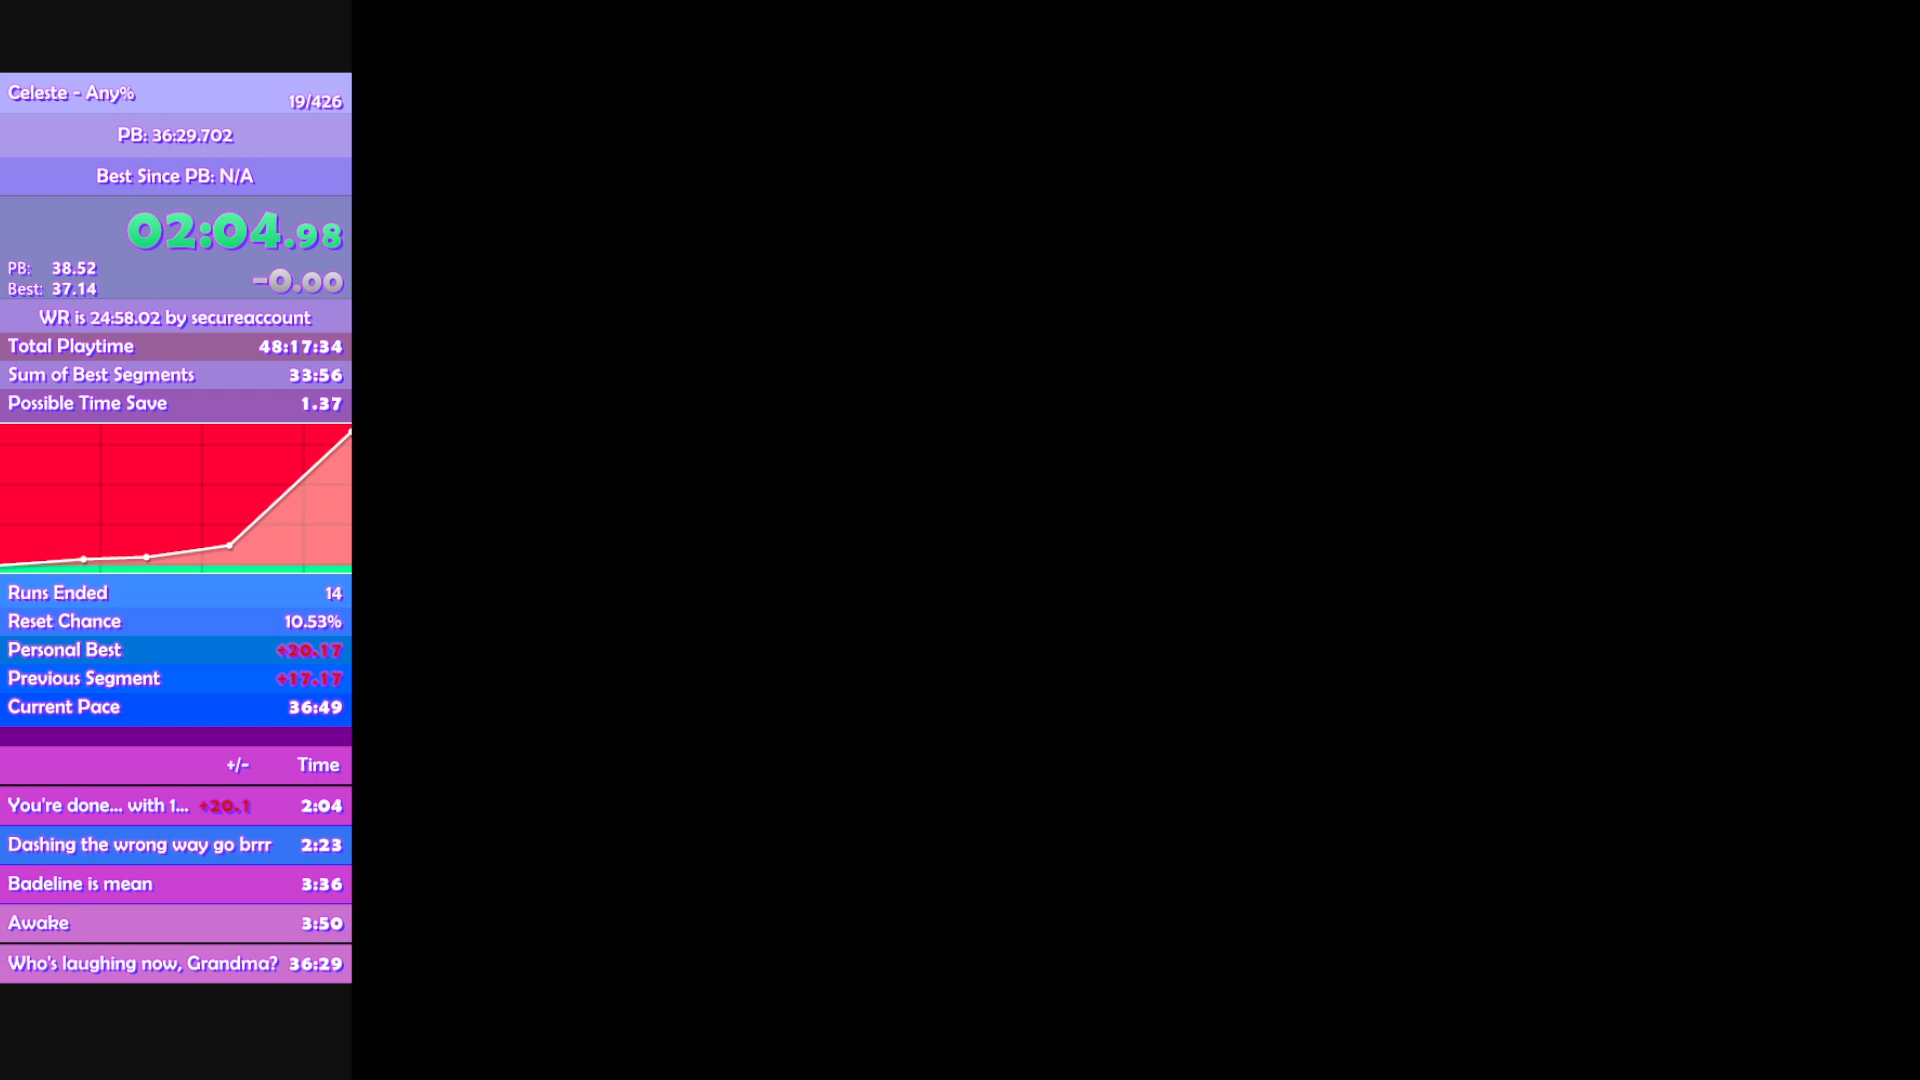 Celeste - Any%
19/426
PB: 36:29.702
Best Since PB: N/A
02:04.98
PB: 38.52
-0.00
Best: 37.14
WR is 24:58.02 by secureaccount
Total Playtime 48:17:34
Sum of Best Segments 33:56
Possible Time Save 1.37
Runs Ended 14
Reset Chance 10.53%
Personal Best +20.17
Previous Segment +17.17
Current Pace 36:49
+/- Time
You're done... with 1... +20.1 2:04
Dashing the wrong way go brrr 2:23
Badeline is mean 3:36
Awake 3:50
Who's laughing now, Grandma? 36:29